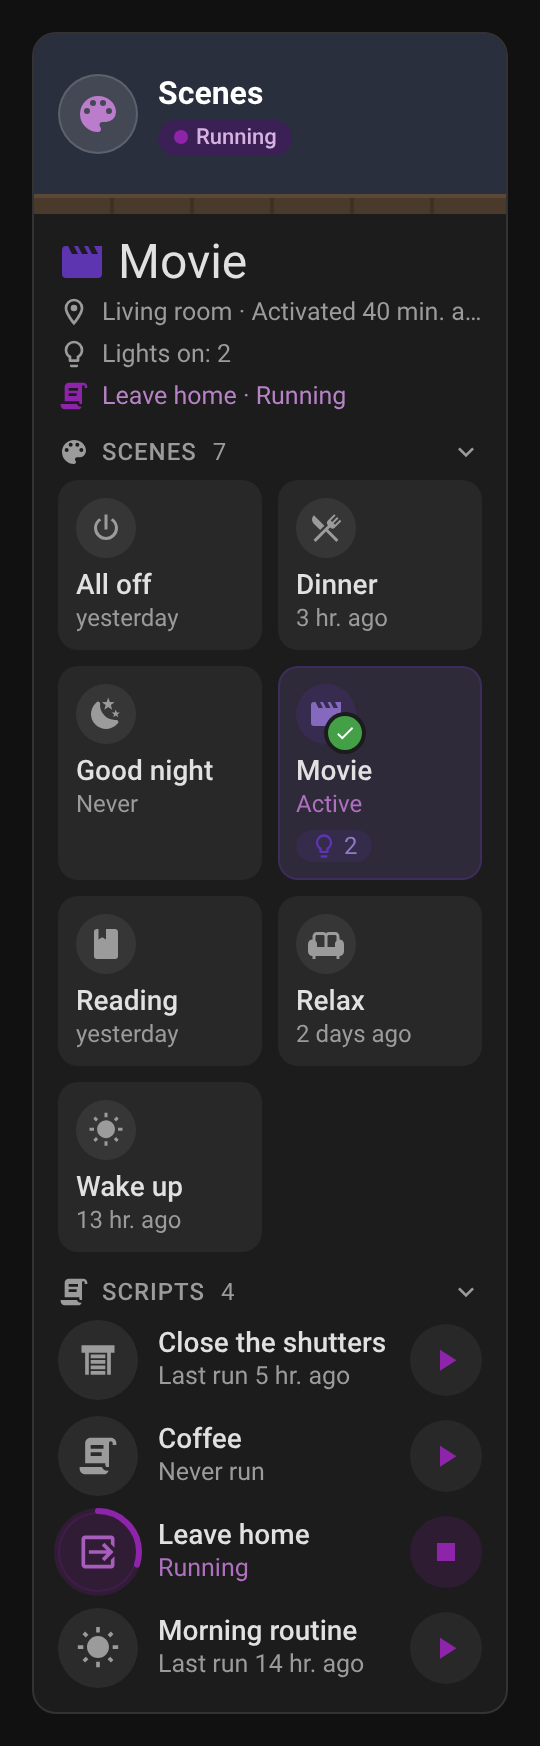 Scenes
Running
Movie
Living room · Activated 40 min. a...
Lights on: 2
Leave home · Running
SCENES 7
All off
yesterday
Dinner
3 hr. ago
Good night
Never
Movie
Active
2
Reading
yesterday
Relax
2 days ago
Wake up
13 hr. ago
SCRIPTS 4
Close the shutters
Last run 5 hr. ago
Coffee
Never run
Leave home
Running
Morning routine
Last run 14 hr. ago